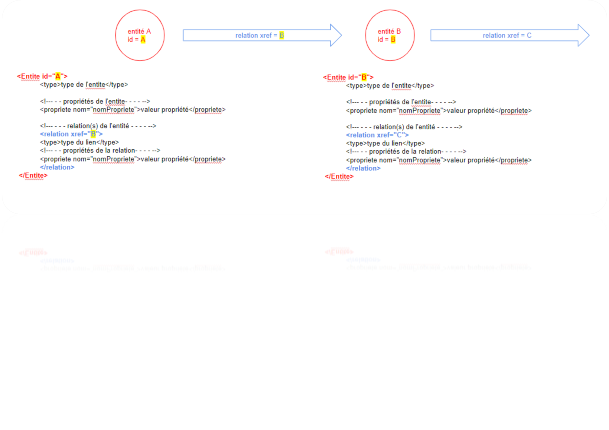 entité A
id = A
relation xref = B
entité B
id = B
relation xref = C
<Entite id="A">
<type>type de l'entite</type>
<!--- - - - propriétés de l'entite- - - - -->
<propriete nom="nomPropriete">valeur propriété</propriete>
<!--- - - - relation(s) de l'entité - - - - -->
<relation xref="B">
<type>type du lien</type>
<!--- - - - propriétés de la relation- - - - -->
<propriete nom="nomPropriete">valeur propriété</propriete>
</relation>
</Entite>
<Entite id="B">
<type>type de l'entite</type>
<!--- - - - propriétés de l'entite- - - - -->
<propriete nom="nomPropriete">valeur propriété</propriete>
<!--- - - - relation(s) de l'entité - - - - -->
<relation xref="C">
<type>type du lien</type>
<!--- - - - propriétés de la relation- - - - -->
<propriete nom="nomPropriete">valeur propriété</propriete>
</relation>
</Entite>